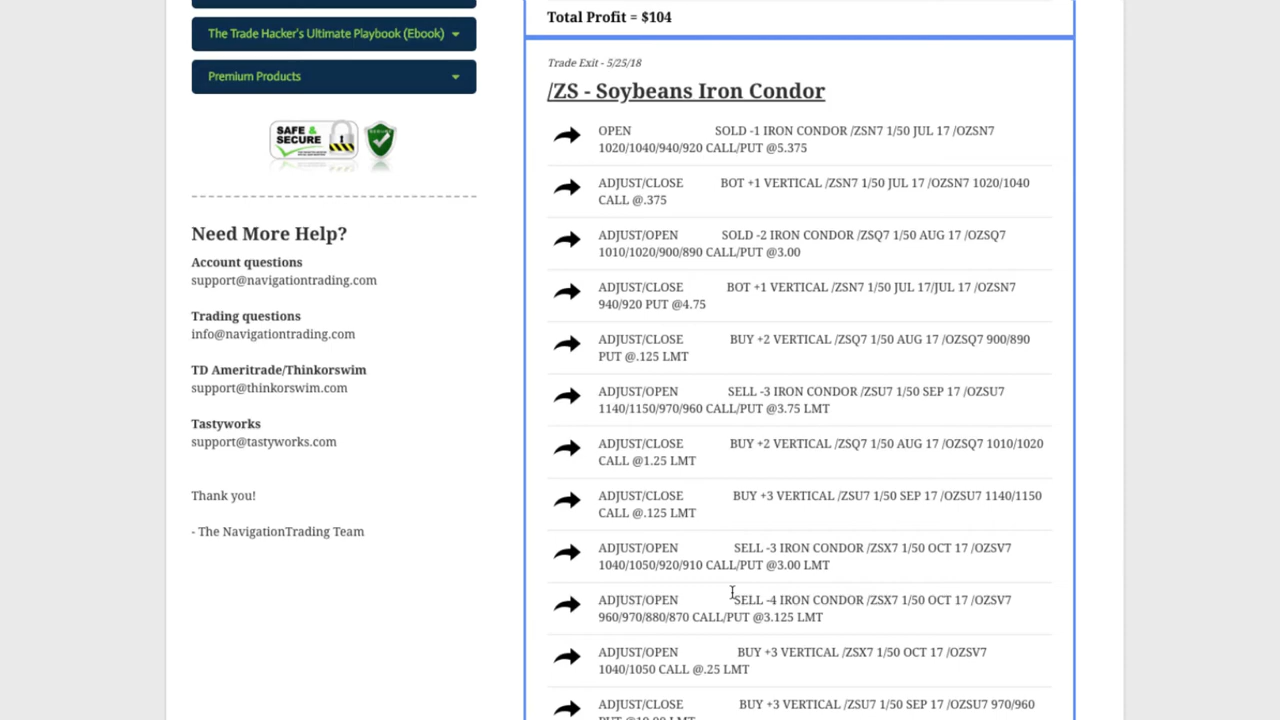 The Trade Hacker's Ultimate Playbook (Ebook)
Premium Products
SAFE &
SECURE
SECURE
Need More Help?
Account questions
support@navigationtrading.com
Trading questions
info@navigationtrading.com
TD Ameritrade/Thinkorswim
support@thinkorswim.com
Tastyworks
support@tastyworks.com
Thank you!
- The NavigationTrading Team
Total Profit = $104
Trade Exit - 5/25/18
/ZS - Soybeans Iron Condor
OPEN SOLD -1 IRON CONDOR /ZSN7 1/50 JUL 17 /OZSN7
1020/1040/940/920 CALL/PUT @5.375
ADJUST/CLOSE BOT +1 VERTICAL /ZSN7 1/50 JUL 17 /OZSN7 1020/1040
CALL @.375
ADJUST/OPEN SOLD -2 IRON CONDOR /ZSQ7 1/50 AUG 17 /OZSQ7
1010/1020/900/890 CALL/PUT @3.00
ADJUST/CLOSE BOT +1 VERTICAL /ZSN7 1/50 JUL 17/JUL 17 /OZSN7
940/920 PUT @4.75
ADJUST/CLOSE BUY +2 VERTICAL /ZSQ7 1/50 AUG 17 /OZSQ7 900/890
PUT @.125 LMT
ADJUST/OPEN SELL -3 IRON CONDOR /ZSU7 1/50 SEP 17 /OZSU7
1140/1150/970/960 CALL/PUT @3.75 LMT
ADJUST/CLOSE BUY +2 VERTICAL /ZSQ7 1/50 AUG 17 /OZSQ7 1010/1020
CALL @1.25 LMT
ADJUST/CLOSE BUY +3 VERTICAL /ZSU7 1/50 SEP 17 /OZSU7 1140/1150
CALL @.125 LMT
ADJUST/OPEN SELL -3 IRON CONDOR /ZSX7 1/50 OCT 17 /OZSV7
1040/1050/920/910 CALL/PUT @3.00 LMT
ADJUST/OPEN SELL -4 IRON CONDOR /ZSX7 1/50 OCT 17 /OZSV7
960/970/880/870 CALL/PUT @3.125 LMT
ADJUST/OPEN BUY +3 VERTICAL /ZSX7 1/50 OCT 17 /OZSV7
1040/1050 CALL @.25 LMT
ADJUST/CLOSE BUY +3 VERTICAL /ZSU7 1/50 SEP 17 /OZSU7 970/960